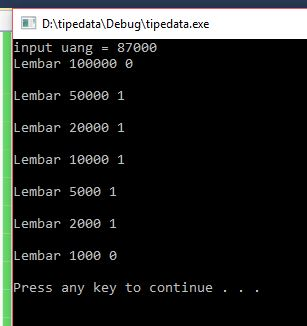 D:\tipedata\Debug\tipedata.exe
input uang = 87000
Lembar 100000 0
Lembar 50000 1
Lembar 20000 1
Lembar 10000 1
Lembar 5000 1
Lembar 2000 1
Lembar 1000 0
Press any key to continue . . .